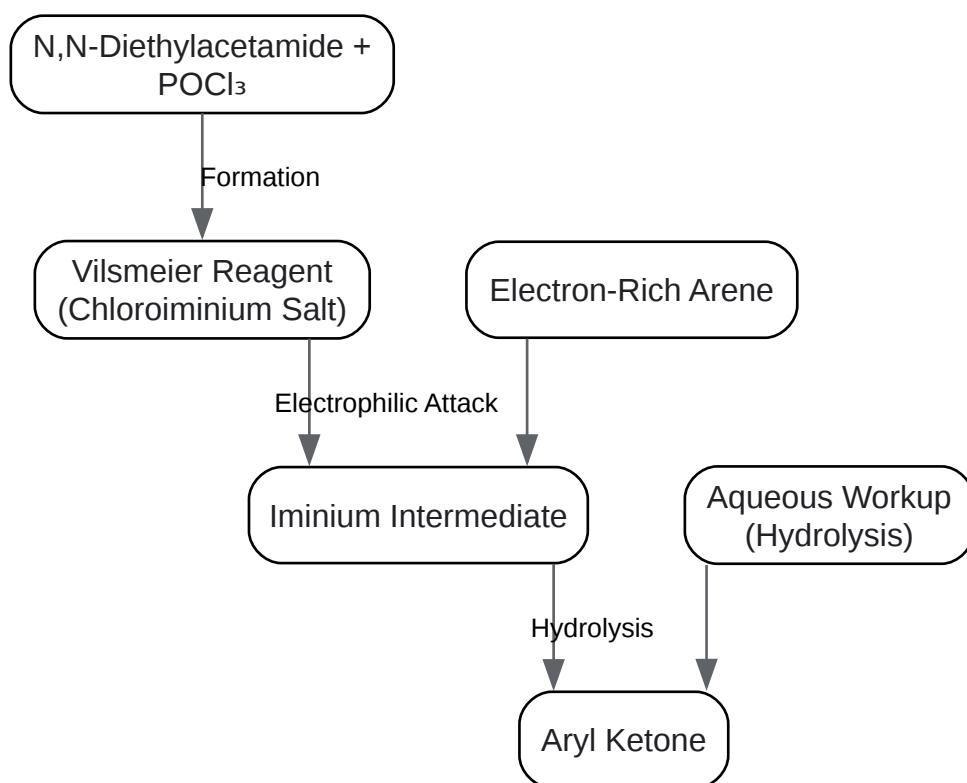 N,N-Diethylacetamide +
POCl₃
Formation
Vilsmeier Reagent
(Chloroiminium Salt)
Electron-Rich Arene
Electrophilic Attack
Iminium Intermediate
Aqueous Workup
(Hydrolysis)
Hydrolysis
Aryl Ketone